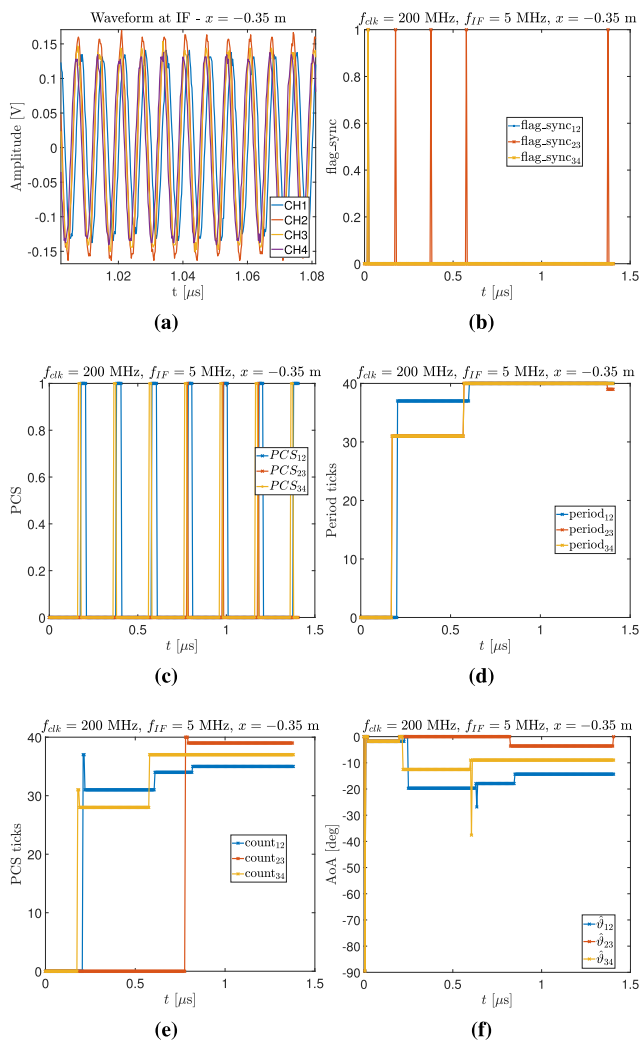 Waveform at IF - x = −0.35 m
0.15
0.1
0.05
0
-0.05
-0.1
-0.15
Amplitude [V]
CH1
CH2
CH3
CH4
1.02
1.04
1.06
1.08
t [μs]
(a)
f_clk = 200 MHz, f_IF = 5 MHz, x = −0.35 m
1
0.8
0.6
0.4
0.2
0
flag_sync
flag_sync₁₂
flag_sync₂₃
flag_sync₃₄
0
0.5
1
1.5
t [μs]
(b)
f_clk = 200 MHz, f_IF = 5 MHz, x = −0.35 m
1
0.8
0.6
0.4
0.2
0
PCS
PCS₁₂
PCS₂₃
PCS₃₄
0
0.5
1
1.5
t [μs]
(c)
f_clk = 200 MHz, f_IF = 5 MHz, x = −0.35 m
40
30
20
10
0
Period ticks
period₁₂
period₂₃
period₃₄
0
0.5
1
1.5
t [μs]
(d)
f_clk = 200 MHz, f_IF = 5 MHz, x = −0.35 m
40
30
20
10
0
PCS ticks
count₁₂
count₂₃
count₃₄
0
0.5
1
1.5
t [μs]
(e)
f_clk = 200 MHz, f_IF = 5 MHz, x = −0.35 m
0
-10
-20
-30
-40
-50
-60
-70
-80
-90
AoA [deg]
ϑ̂₁₂
ϑ̂₂₃
ϑ̂₃₄
0
0.5
1
1.5
t [μs]
(f)